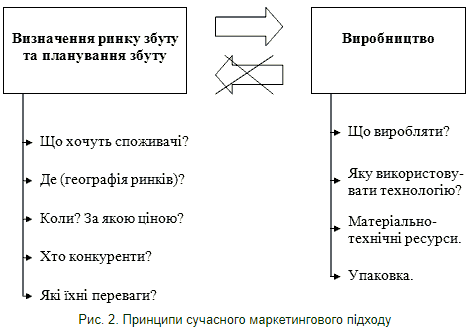 Визначення ринку збуту
та планування збуту
Виробництво
Що хочуть споживачі?
Де (географія ринків)?
Коли? За якою ціною?
Хто конкуренти?
Які їхні переваги?
Що виробляти?
Яку використову-
вати технологію?
Матеріально-
технічні ресурси.
Упаковка.
Рис. 2. Принципи сучасного маркетингового підходу